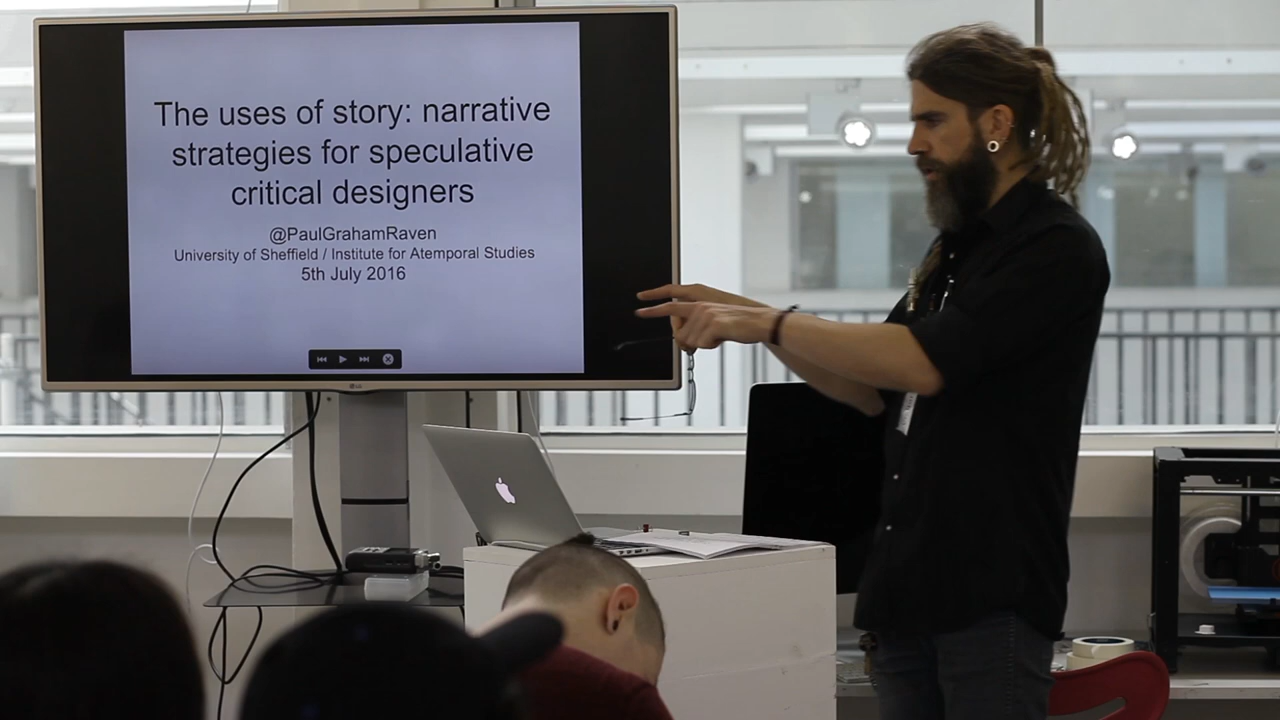 The uses of story: narrative
strategies for speculative
critical designers
@PaulGrahamRaven
University of Sheffield / Institute for Atemporal Studies
5th July 2016
LG